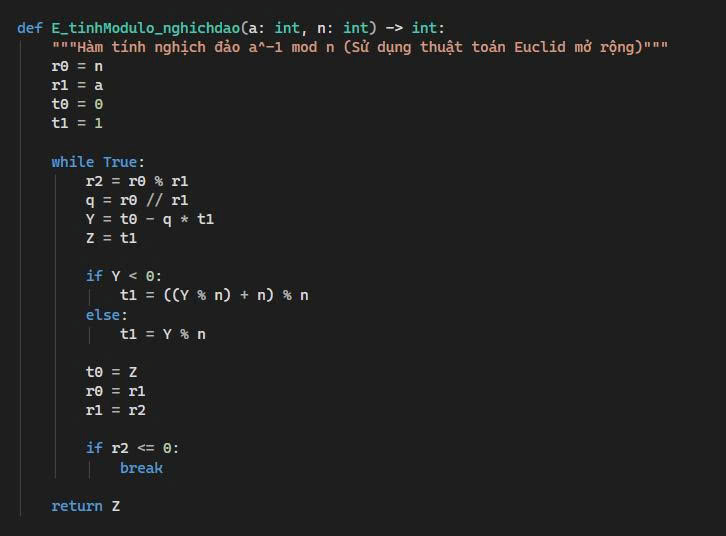 def E_tinhModulo_nghichdao(a: int, n: int) -> int:
"""Hàm tính nghịch đảo a^-1 mod n (Sử dụng thuật toán Euclid mở rộng)"""
r0 = n
r1 = a
t0 = 0
t1 = 1
while True:
r2 = r0 % r1
q = r0 // r1
Y = t0 - q * t1
Z = t1
if Y < 0:
t1 = ((Y % n) + n) % n
else:
t1 = Y % n
t0 = Z
r0 = r1
r1 = r2
if r2 <= 0:
break
return Z